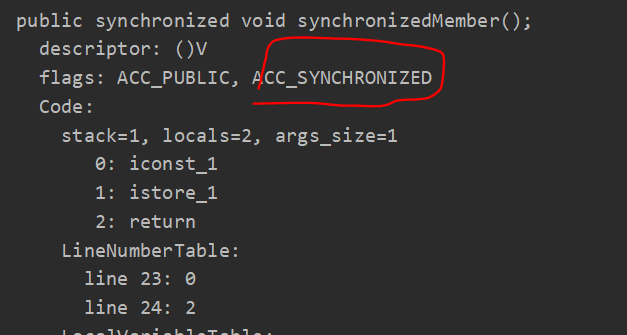 public synchronized void synchronizedMember();
descriptor: ()V
flags: ACC_PUBLIC, ACC_SYNCHRONIZED
Code:
stack=1, locals=2, args_size=1
0: iconst_1
1: istore_1
2: return
LineNumberTable:
line 23: 0
line 24: 2
LocalVariableTable: